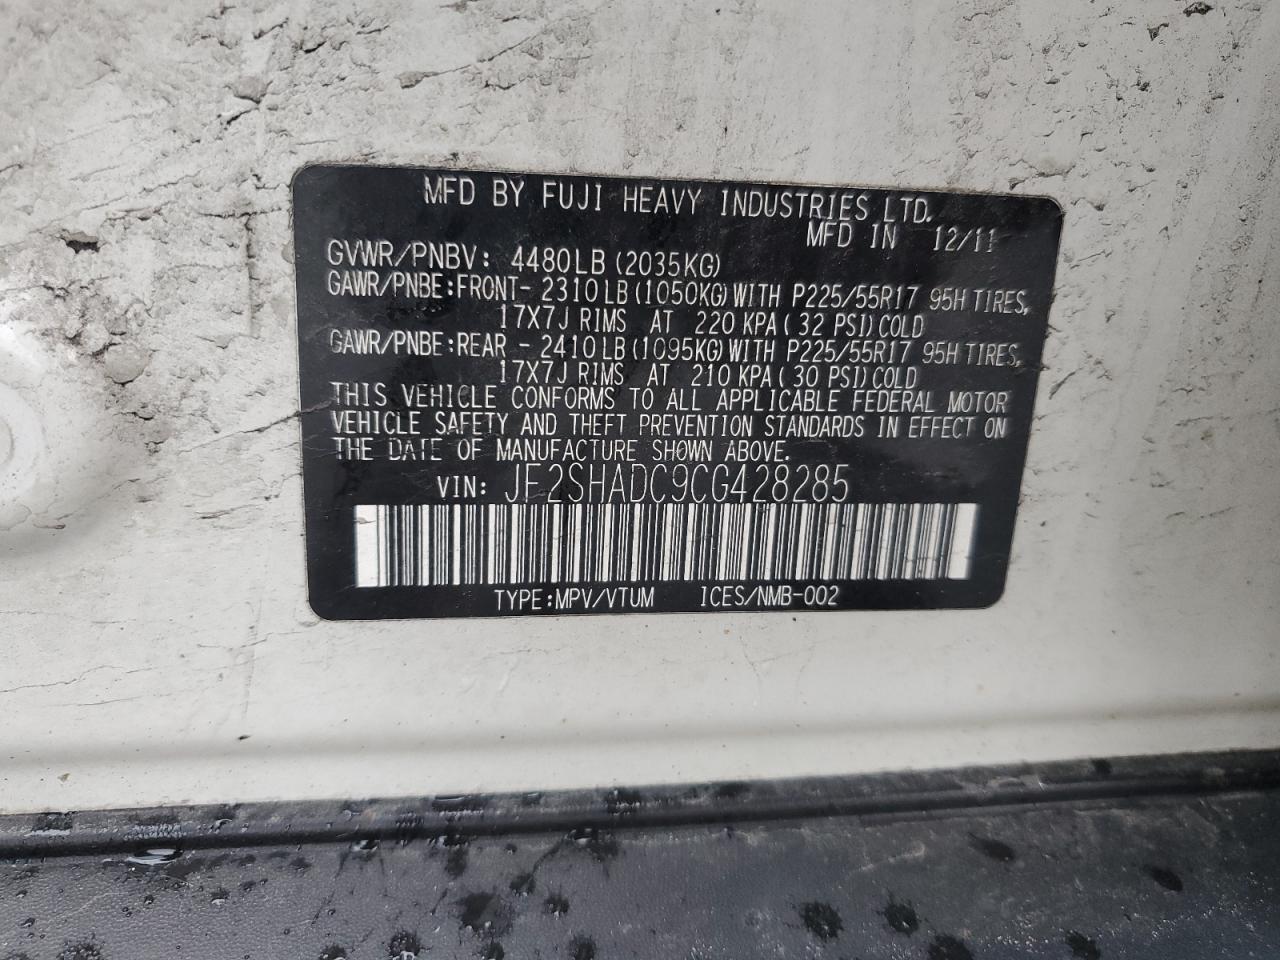 MFD BY FUJI HEAVY INDUSTRIES LTD.
MFD IN 12/11
GVWR/PNBV: 4480LB (2035KG)
GAWR/PNBE:FRONT- 2310LB (1050KG) WITH P225/55R17 95H TIRES,
17X7J RIMS AT 220 KPA ( 32 PSI) COLD
GAWR/PNBE:REAR - 2410LB (1095KG) WITH P225/55R17 95H TIRES,
17X7J RIMS AT 210 KPA ( 30 PSI) COLD
THIS VEHICLE CONFORMS TO ALL APPLICABLE FEDERAL MOTOR
VEHICLE SAFETY AND THEFT PREVENTION STANDARDS IN EFFECT ON
THE DATE OF MANUFACTURE SHOWN ABOVE.
VIN: JF2SHADC9CG428285
TYPE:MPV/VTUM ICES/NMB-002